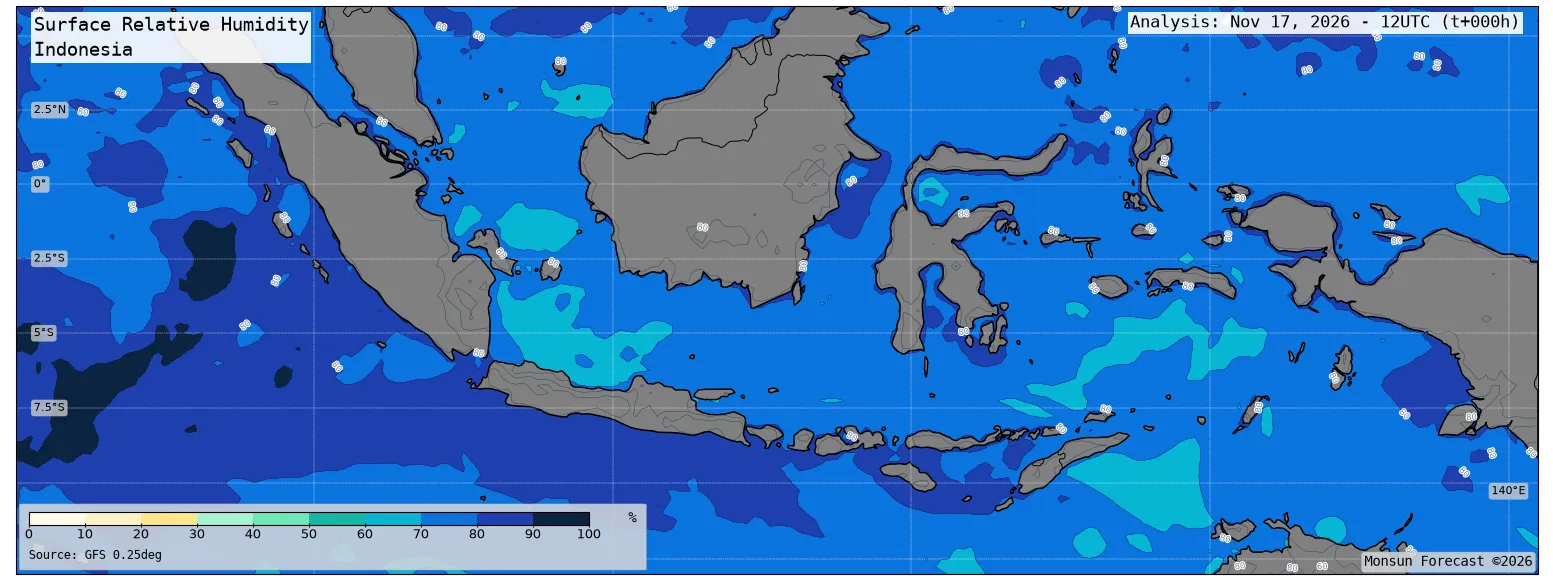 Surface Relative Humidity
Indonesia
Analysis: Nov 17, 2026 - 12UTC (t+000h)
2.5°N
0°
2.5°S
5°S
7.5°S
140°E
%
0 10 20 30 40 50 60 70 80 90 100
Source: GFS 0.25deg
Monsun Forecast ©2026